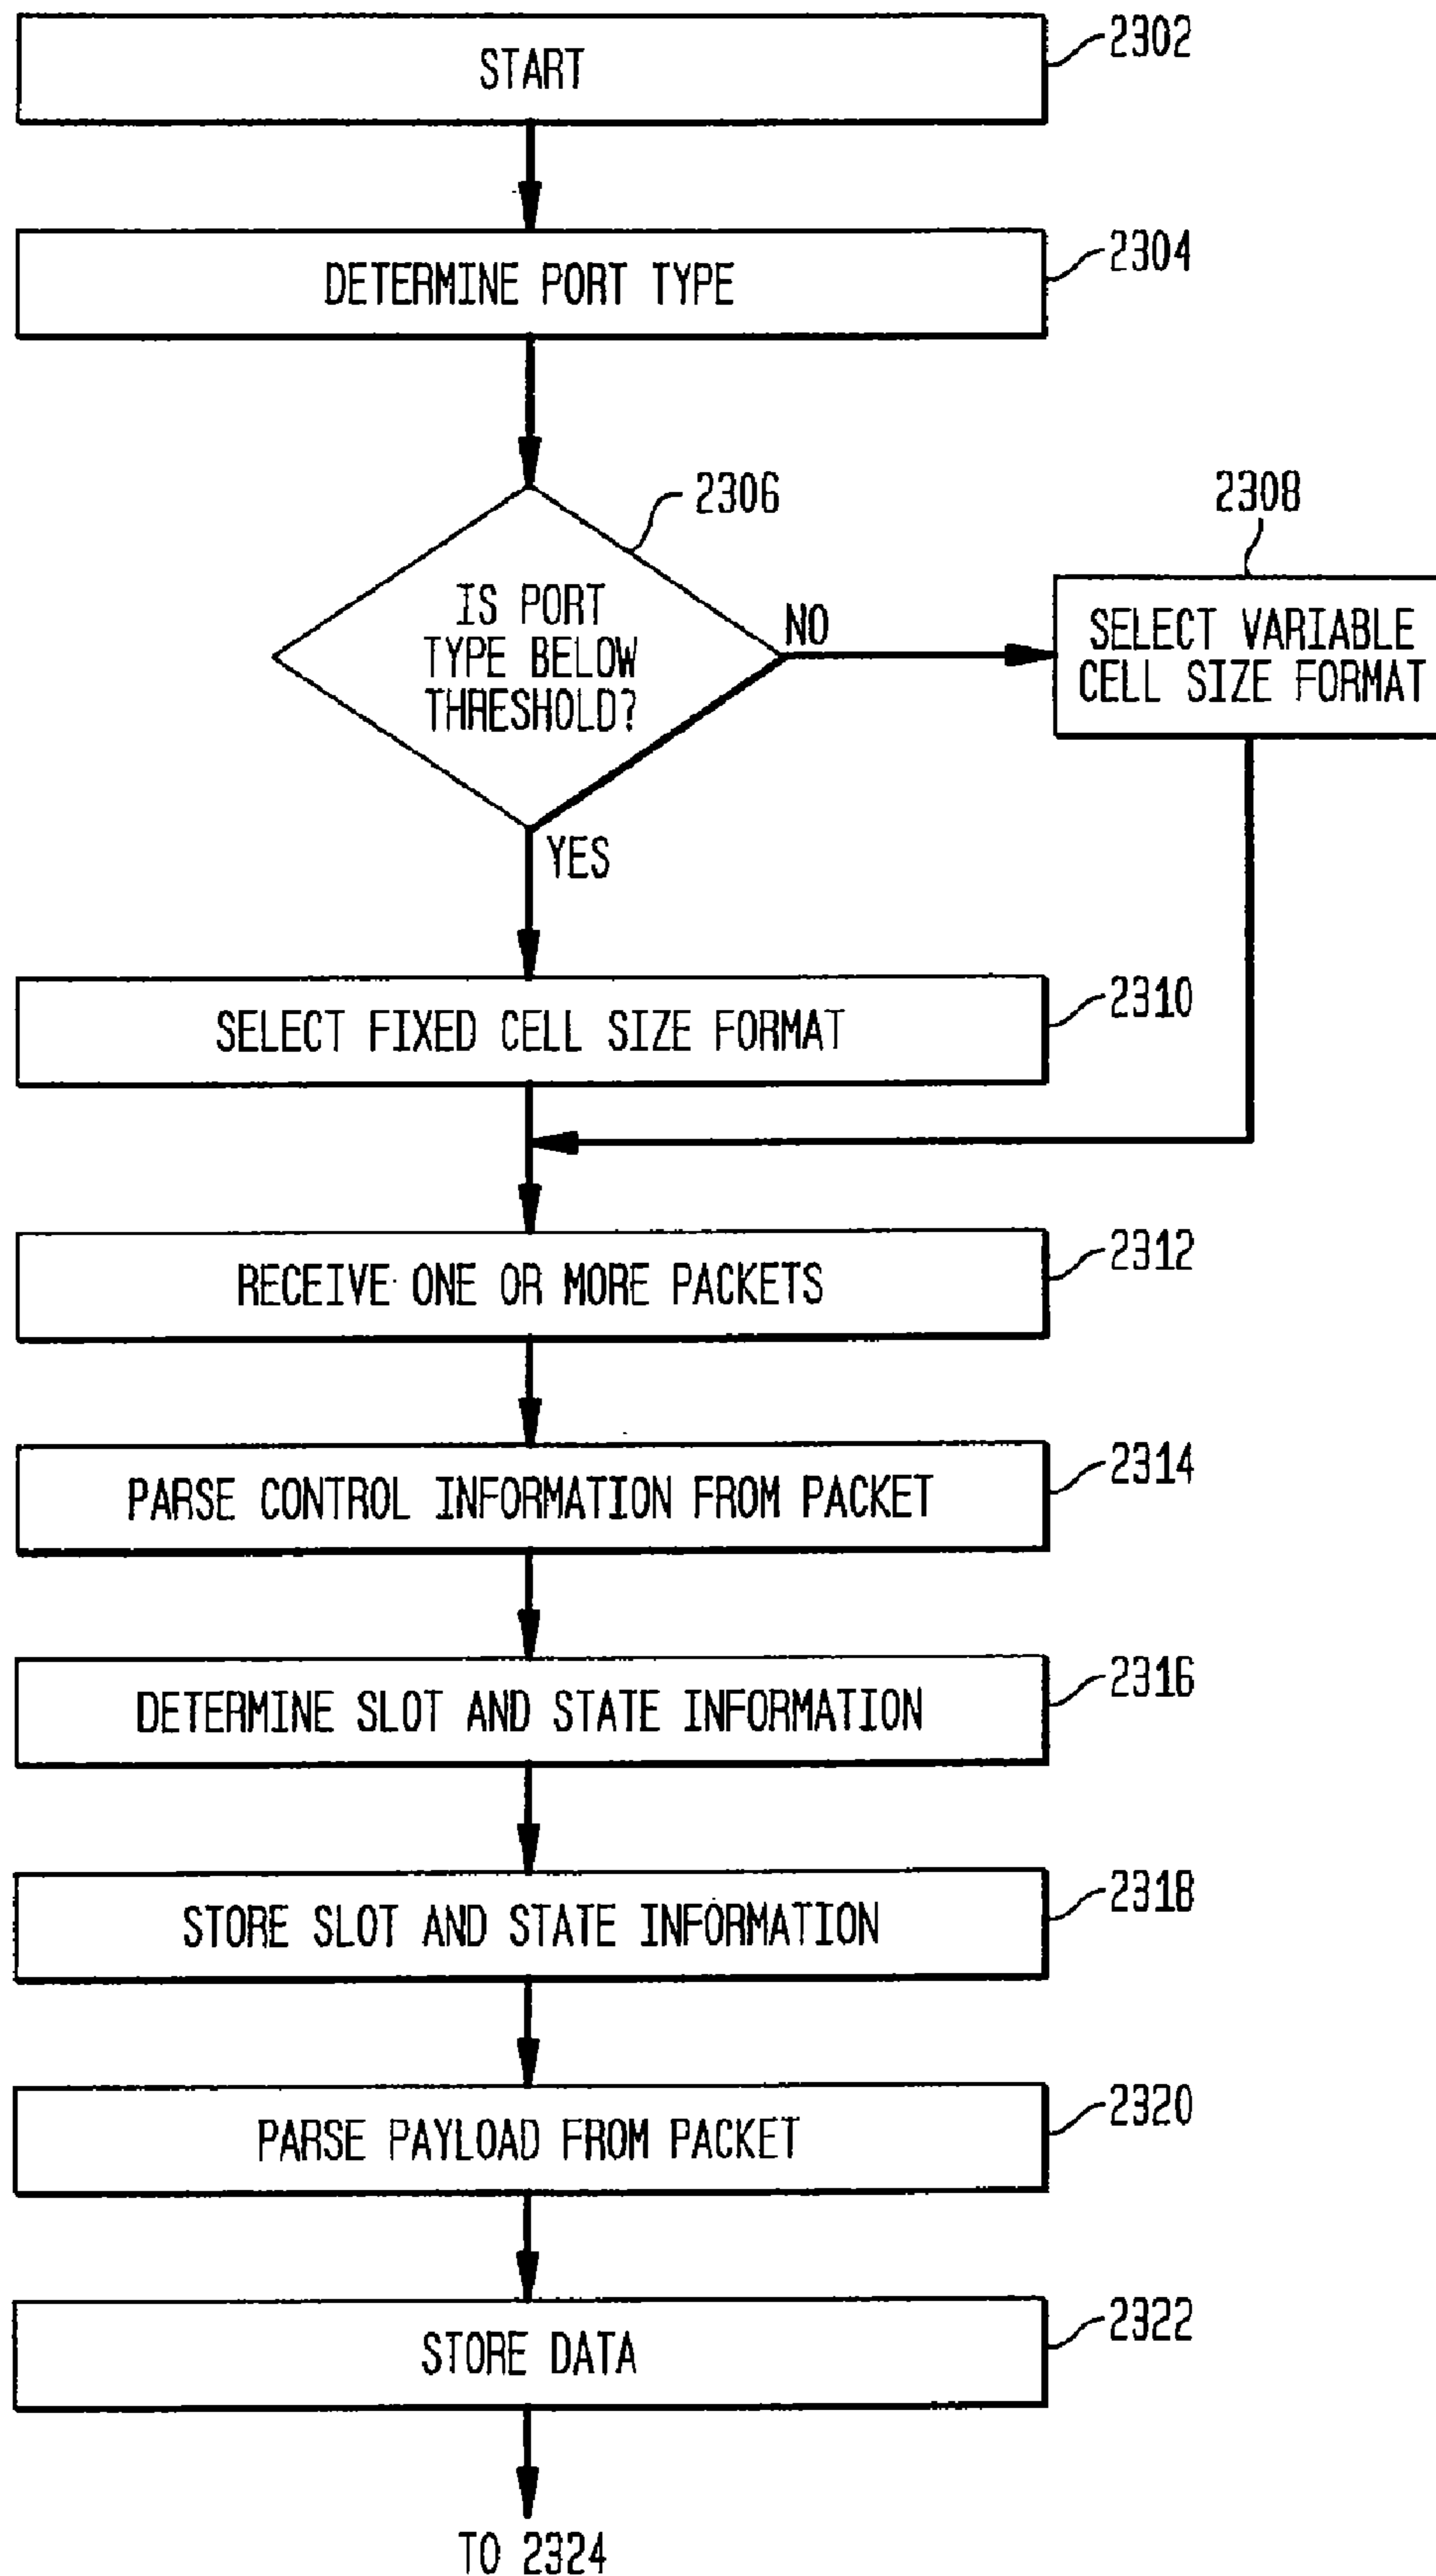 START
2302
DETERMINE PORT TYPE
2304
2306
IS PORT
TYPE BELOW
THRESHOLD?
NO
2308
SELECT VARIABLE
CELL SIZE FORMAT
YES
SELECT FIXED CELL SIZE FORMAT
2310
RECEIVE ONE OR MORE PACKETS
2312
PARSE CONTROL INFORMATION FROM PACKET
2314
DETERMINE SLOT AND STATE INFORMATION
2316
STORE SLOT AND STATE INFORMATION
2318
PARSE PAYLOAD FROM PACKET
2320
STORE DATA
2322
TO 2324